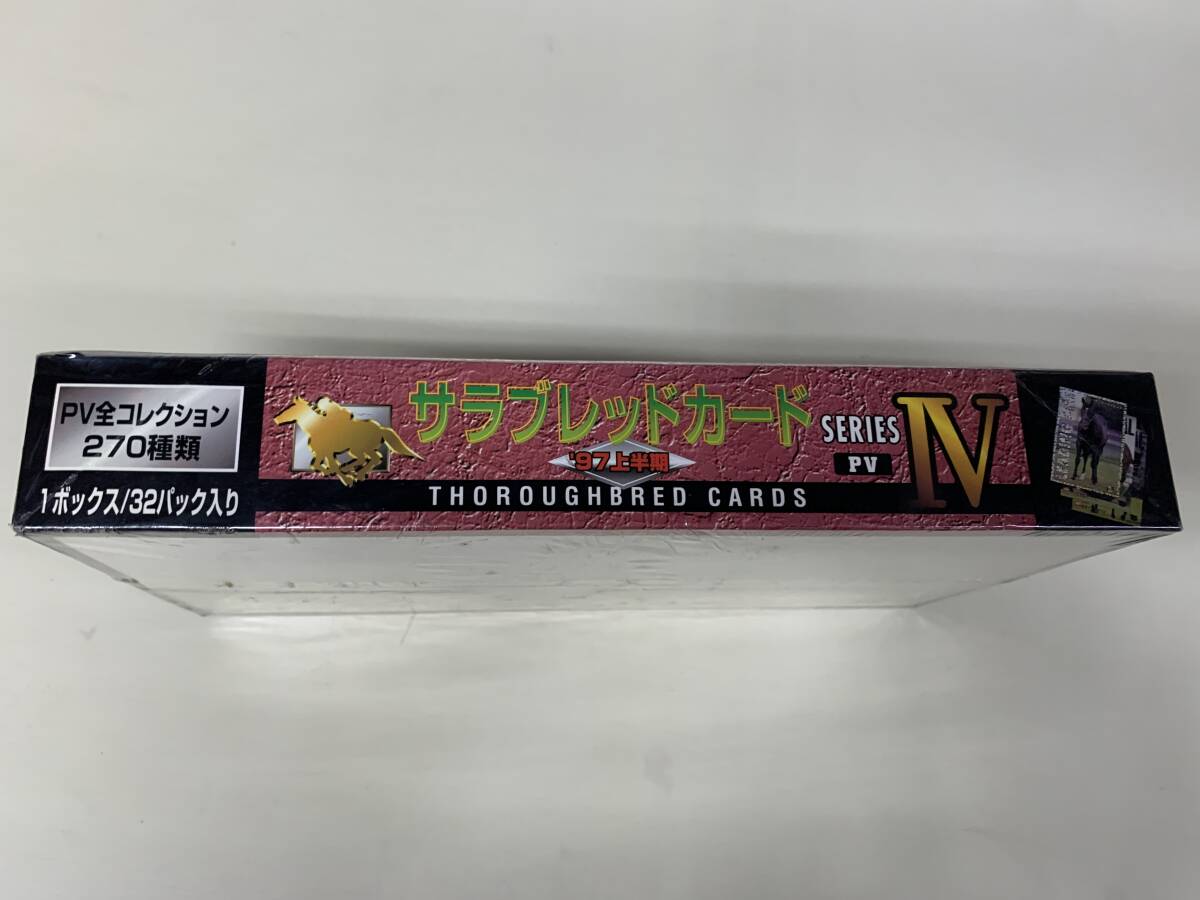 PV全コレクション
270種類
1ボックス/32パック入り
サラブレッドカード
'97上半期
THOROUGHBRED CARDS
SERIES
PV
IV